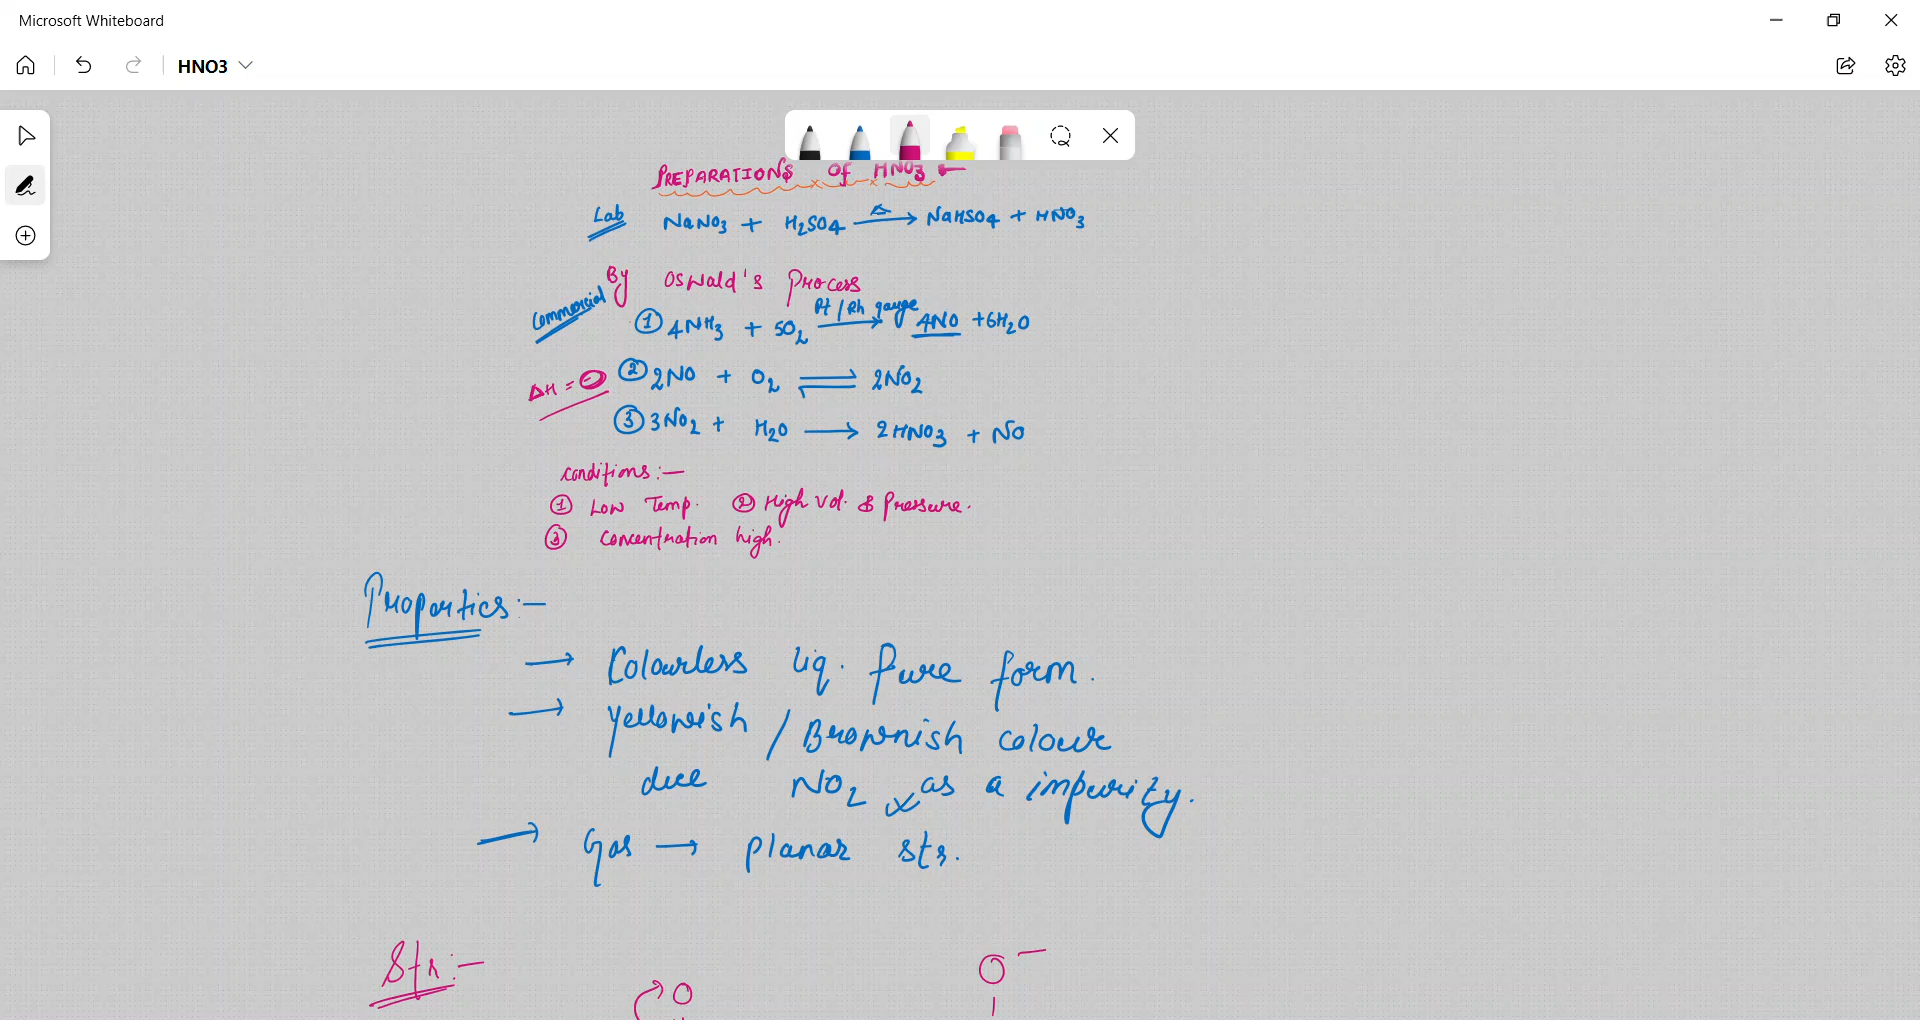 Microsoft Whiteboard
HNO3
PREPARATIONS OF HNO3
Lab NaNO3 + H2SO4 Δ→ NaHSO4 + HNO3
By Oswald's Process
Commercial
Pt / Rh gauge
① 4NH3 + 5O2 → 4NO + 6H2O
② 2NO + O2 ⇌ 2NO2
ΔH = ⊖
③ 3NO2 + H2O → 2HNO3 + NO
conditions :-
① Low Temp. ② High Vol. & Pressure.
③ Concentration high.
Properties :-
→ Colourless liq. Pure form.
→ Yellowish / Brownish colour
due NO2 as a impurity.
→ Gas → planar str.
Str :-
O O -